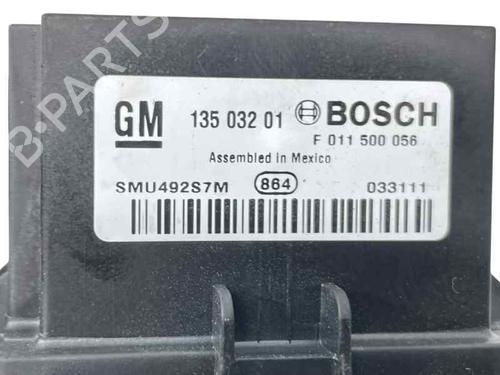 B-PARTS
GM 135 032 01 BOSCH
F 011 500 056
Assembled in Mexico
SMU492S7M 864 033111